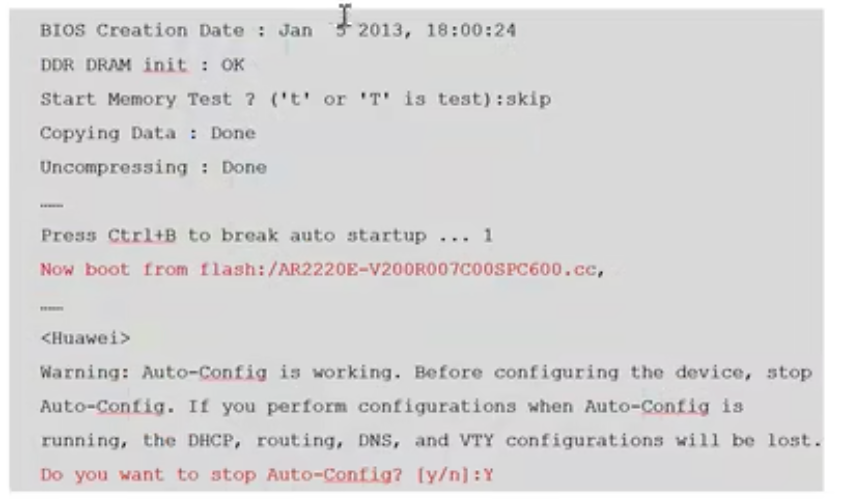 BIOS Creation Date : Jan  5 2013, 18:00:24
DDR DRAM init : OK
Start Memory Test ? ('t' or 'T' is test):skip
Copying Data : Done
Uncompressing : Done
……
Press Ctrl+B to break auto startup ... 1
Now boot from flash:/AR2220E-V200R007C00SPC600.cc,
……
<Huawei>
Warning: Auto-Config is working. Before configuring the device, stop
Auto-Config. If you perform configurations when Auto-Config is
running, the DHCP, routing, DNS, and VTY configurations will be lost.
Do you want to stop Auto-Config? [y/n]:Y